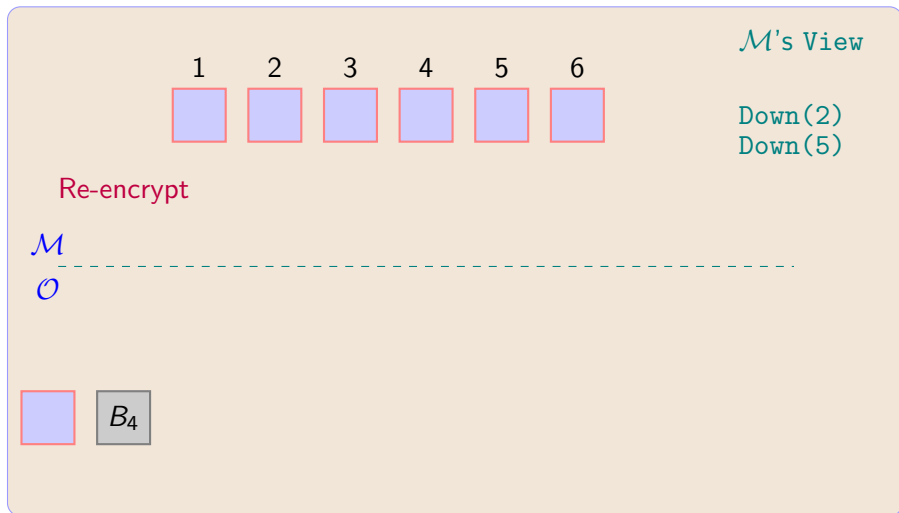 ℳ's View
1 2 3 4 5 6
Down(2)
Down(5)
Re-encrypt
ℳ
𝒪
B₄